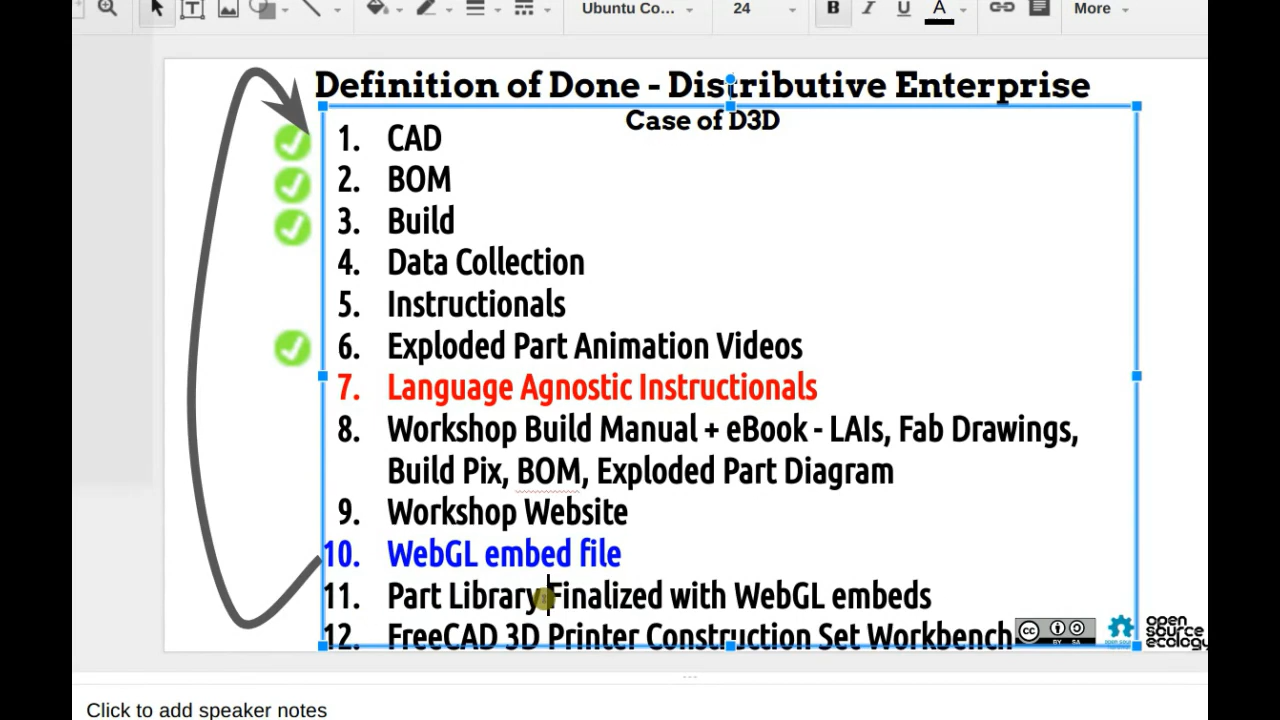 Ubuntu Co... 24 B I U A More
Definition of Done - Distributive Enterprise
Case of D3D
1. CAD
2. BOM
3. Build
4. Data Collection
5. Instructionals
6. Exploded Part Animation Videos
7. Language Agnostic Instructionals
8. Workshop Build Manual + eBook - LAIs, Fab Drawings,
Build Pix, BOM, Exploded Part Diagram
9. Workshop Website
10. WebGL embed file
11. Part Library Finalized with WebGL embeds
12. FreeCAD 3D Printer Construction Set Workbench
cc BY SA
open
source
ecology
Click to add speaker notes